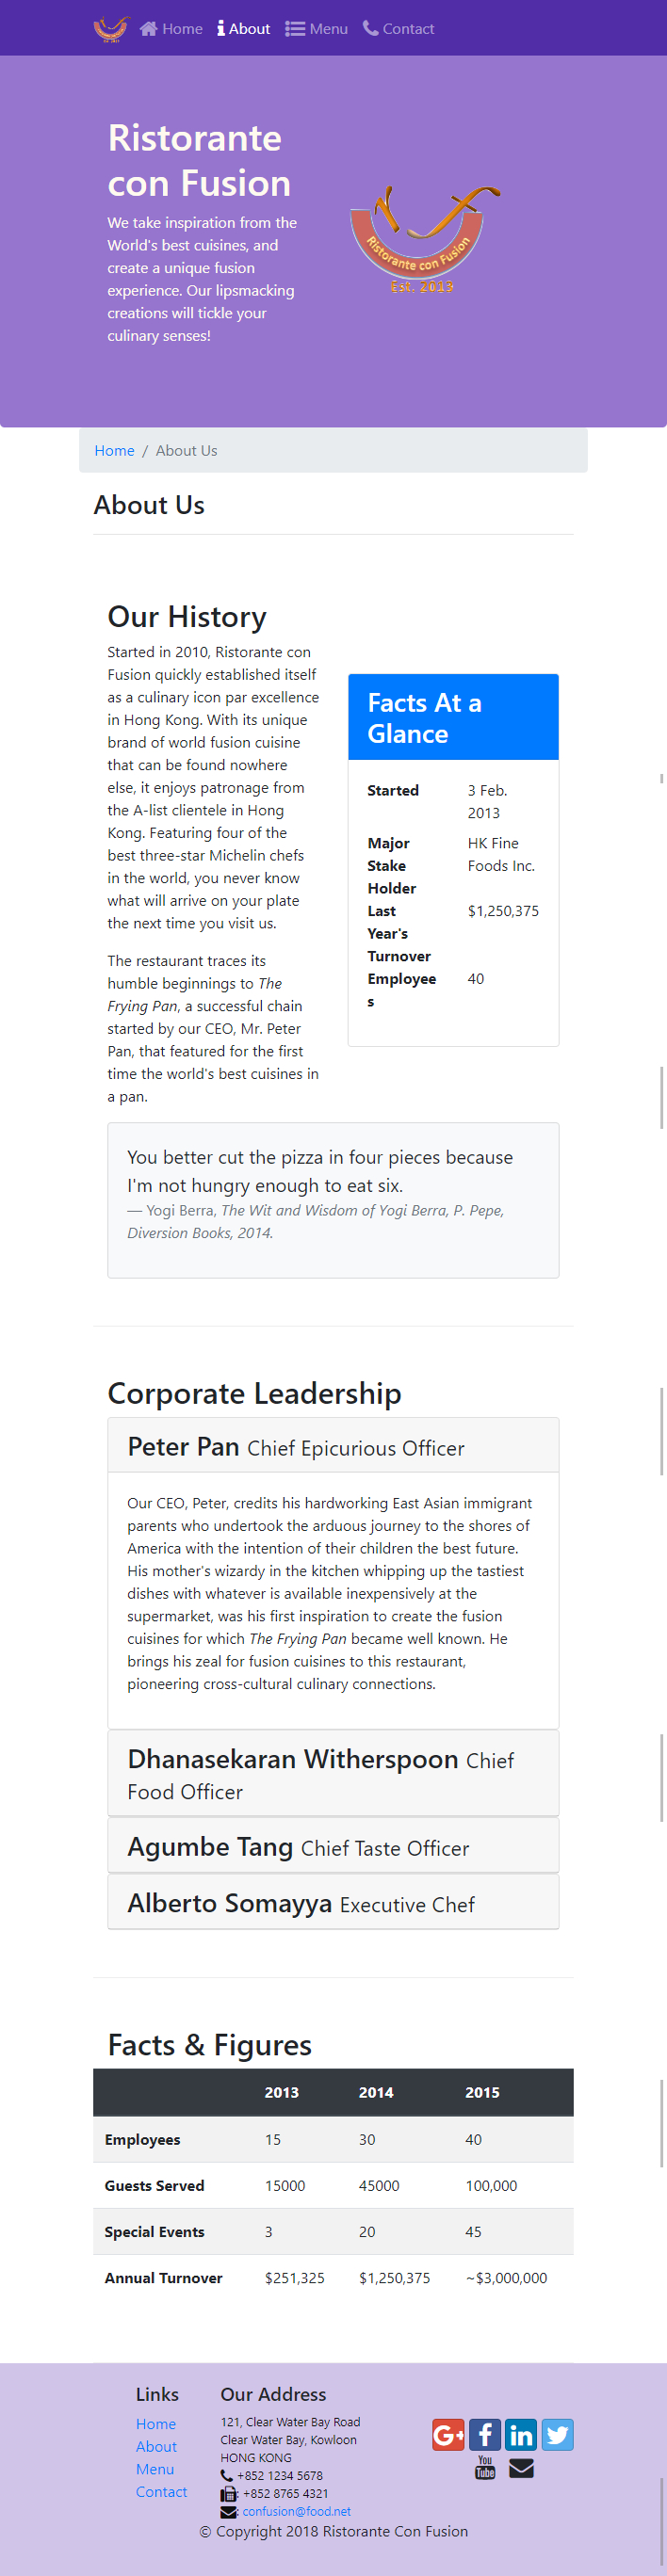 Home About Menu Contact
Ristorante
con Fusion
We take inspiration from the
World's best cuisines, and
create a unique fusion
experience. Our lipsmacking
creations will tickle your
culinary senses!
Ristorante con Fusion
Est. 2013
Home / About Us
About Us
Our History
Started in 2010, Ristorante con
Fusion quickly established itself
as a culinary icon par excellence
in Hong Kong. With its unique
brand of world fusion cuisine
that can be found nowhere
else, it enjoys patronage from
the A-list clientele in Hong
Kong. Featuring four of the
best three-star Michelin chefs
in the world, you never know
what will arrive on your plate
the next time you visit us.
The restaurant traces its
humble beginnings to The
Frying Pan, a successful chain
started by our CEO, Mr. Peter
Pan, that featured for the first
time the world's best cuisines in
a pan.
Facts At a
Glance
Started 3 Feb.
2013
Major HK Fine
Stake Foods Inc.
Holder
Last $1,250,375
Year's
Turnover
Employee 40
s
You better cut the pizza in four pieces because
I'm not hungry enough to eat six.
— Yogi Berra, The Wit and Wisdom of Yogi Berra, P. Pepe,
Diversion Books, 2014.
Corporate Leadership
Peter Pan Chief Epicurious Officer
Our CEO, Peter, credits his hardworking East Asian immigrant
parents who undertook the arduous journey to the shores of
America with the intention of their children the best future.
His mother's wizardy in the kitchen whipping up the tastiest
dishes with whatever is available inexpensively at the
supermarket, was his first inspiration to create the fusion
cuisines for which The Frying Pan became well known. He
brings his zeal for fusion cuisines to this restaurant,
pioneering cross-cultural culinary connections.
Dhanasekaran Witherspoon Chief
Food Officer
Agumbe Tang Chief Taste Officer
Alberto Somayya Executive Chef
Facts & Figures
2013 2014 2015
Employees 15 30 40
Guests Served 15000 45000 100,000
Special Events 3 20 45
Annual Turnover $251,325 $1,250,375 ~$3,000,000
Links
Home
About
Menu
Contact
Our Address
121, Clear Water Bay Road
Clear Water Bay, Kowloon
HONG KONG
: +852 1234 5678
: +852 8765 4321
: confusion@food.net
G+ f in
You
Tube
© Copyright 2018 Ristorante Con Fusion